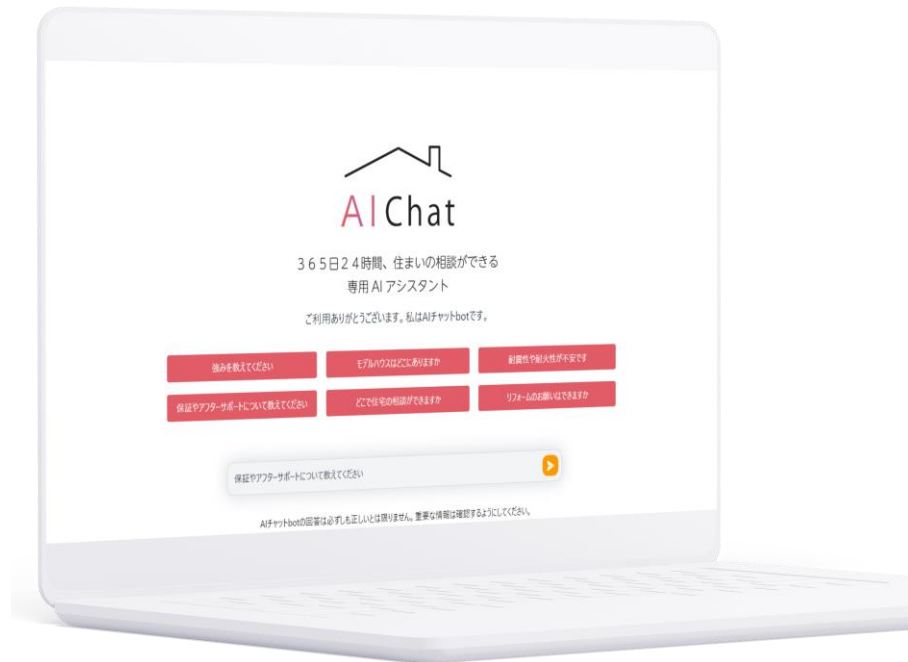 AI Chat
３６５日２４時間、住まいの相談ができる
専用 AI アシスタント
ご利用ありがとうございます。私はAIチャットbotです。
強みを教えてください
モデルハウスはどこにありますか
耐震性や耐火性が不安です
保証やアフターサポートについて教えてください
どこで住宅の相談ができますか
リフォームのお願いはできますか
保証やアフターサポートについて教えてください
AIチャットbotの回答は必ずしも正しいとは限りません。重要な情報は確認するようにしてください。